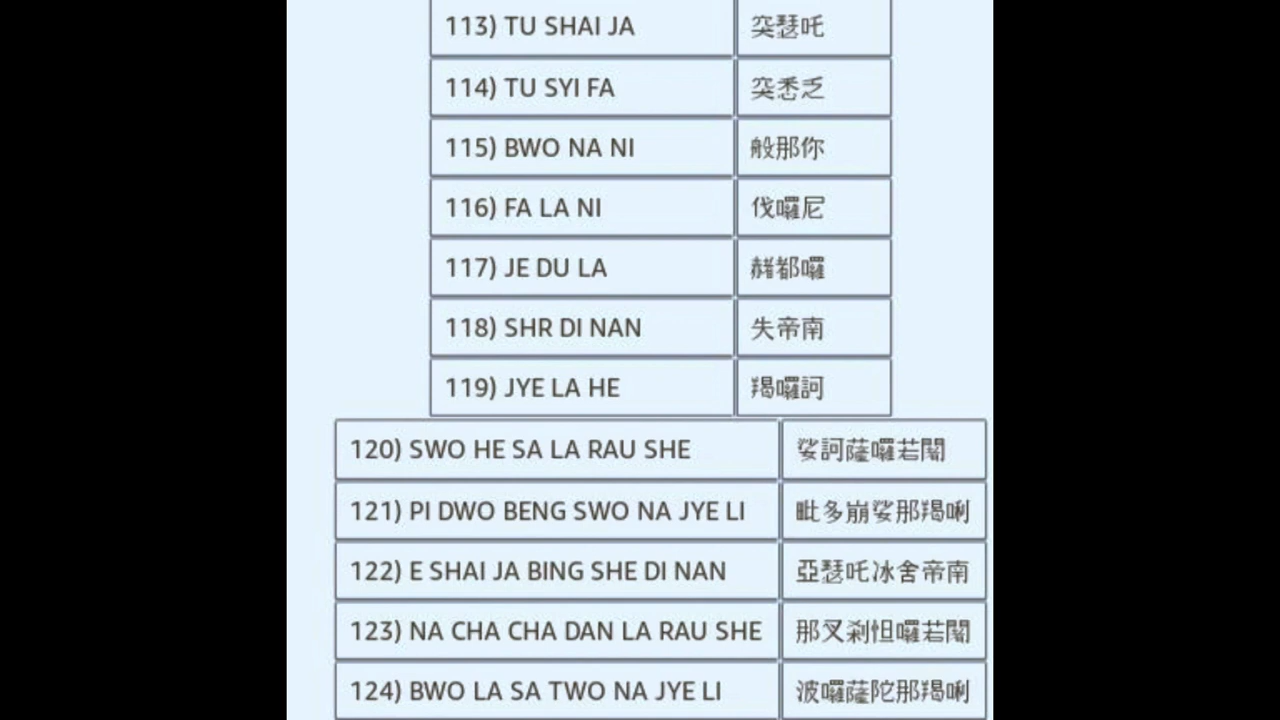 113) TU SHAI JA 突瑟吒
114) TU SYI FA 突悉乏
115) BWO NA NI 般那你
116) FA LA NI 伐囉尼
117) JE DU LA 赭都囉
118) SHR DI NAN 失帝南
119) JYE LA HE 羯囉訶
120) SWO HE SA LA RAU SHE 娑訶薩囉若闍
121) PI DWO BENG SWO NA JYE LI 毗多崩娑那羯唎
122) E SHAI JA BING SHE DI NAN 亞瑟吒冰舍帝南
123) NA CHA CHA DAN LA RAU SHE 那叉剎怛囉若闍
124) BWO LA SA TWO NA JYE LI 波囉薩陀那羯唎